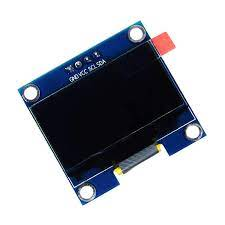 GND VCC SCL SDA